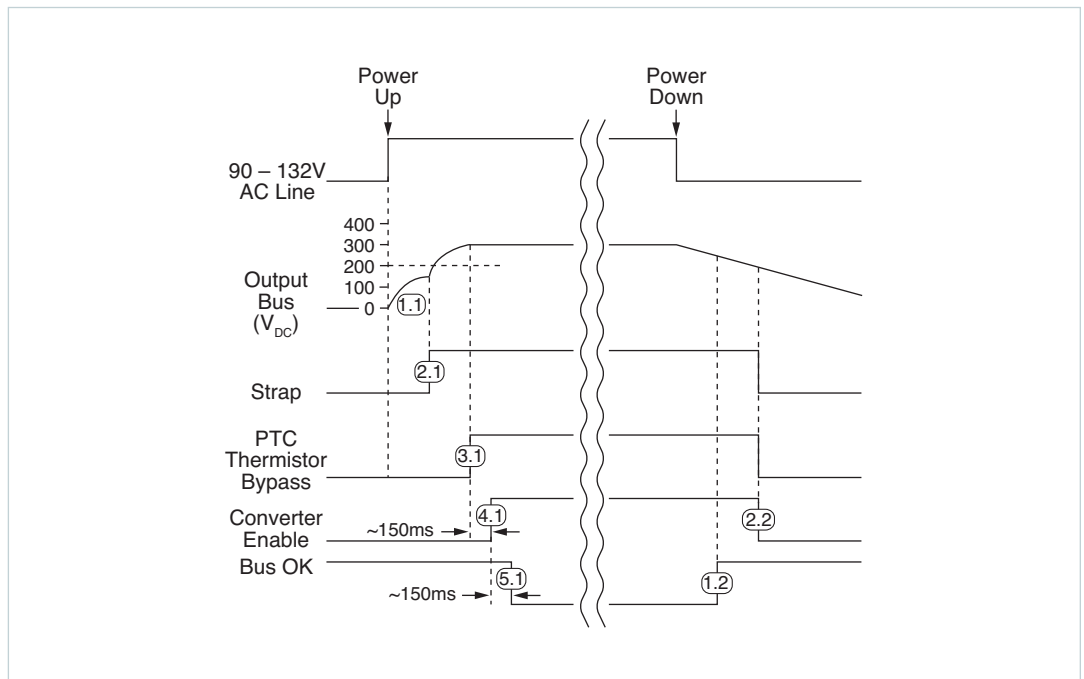 Power
Up
Power
Down
90 – 132V
AC Line
400
300
200
100
0
Output
Bus
(VDC)
1.1
2.1
Strap
PTC
Thermistor
Bypass
3.1
Converter
Enable
~150ms
4.1
2.2
Bus OK
5.1
1.2
~150ms